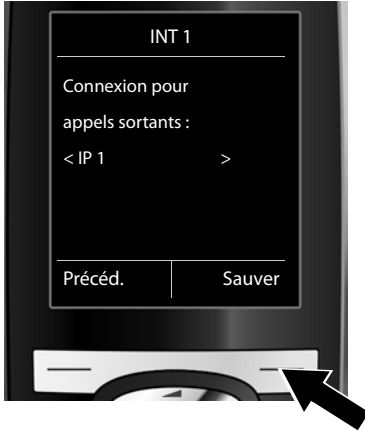 INT 1
Connexion pour
appels sortants :
< IP 1 >
Précéd. Sauver